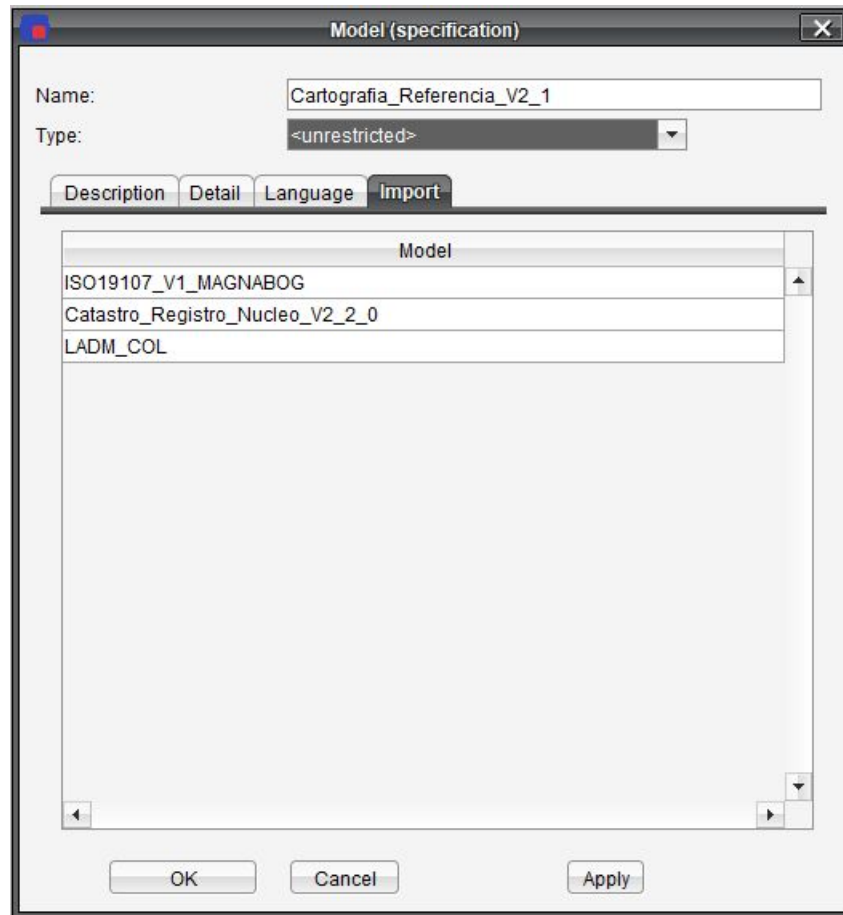 Model (specification)
Name: Cartografia_Referencia_V2_1
Type: <unrestricted>
Description Detail Language Import
Model
ISO19107_V1_MAGNABOG
Catastro_Registro_Nucleo_V2_2_0
LADM_COL
OK Cancel Apply